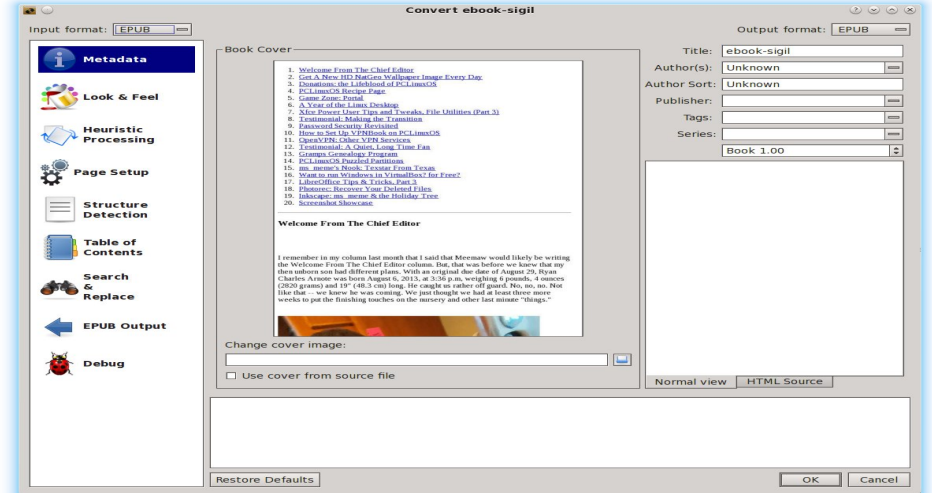 Convert ebook-sigil
Input format: EPUB
Output format: EPUB
Metadata
Look & Feel
Heuristic
Processing
Page Setup
Structure
Detection
Table of
Contents
Search
&
Replace
EPUB Output
Debug
Book Cover
1. Welcome From The Chief Editor
2. Get A New HD NatGeo Wallpaper Image Every Day
3. Donations: the Lifeblood of PCLinuxOS
4. PCLinuxOS Recipe Page
5. Game Zone: Portal
6. A Year of the Linux Desktop
7. Xfce Power User Tips and Tweaks, File Utilities (Part 3)
8. Testimonial: Making the Transition
9. Password Security Revisited
10. How to Set Up VPNBook on PCLinuxOS
11. OpenVPN: Other VPN Services
12. Testimonial: A Quiet, Long Time Fan
13. Gramps Genealogy Program
14. PCLinuxOS Puzzled Partitions
15. ms_meme's Nook: Texstar From Texas
16. Want to run Windows in VirtualBox? for Free?
17. LibreOffice Tips & Tricks, Part 3
18. Photorec: Recover Your Deleted Files
19. Inkscape: ms_meme & the Holiday Tree
20. Screenshot Showcase
Welcome From The Chief Editor
I remember in my column last month that I said that Meemaw would likely be writing
the Welcome From The Chief Editor column. But, that was before we knew that my
then unborn son had different plans. With an original due date of August 29, Ryan
Charles Arnote was born August 6, 2013, at 3:36 p.m, weighing 6 pounds, 4 ounces
(2820 grams) and 19" (48.3 cm) long. He caught us rather off guard. No, no, no. Not
like that -- we knew he was coming. We just thought we had at least three more
weeks to put the finishing touches on the nursery and other last minute "things."
Change cover image:
Use cover from source file
Title: ebook-sigil
Author(s): Unknown
Author Sort: Unknown
Publisher:
Tags:
Series:
Book 1.00
Normal view
HTML Source
Restore Defaults
OK
Cancel